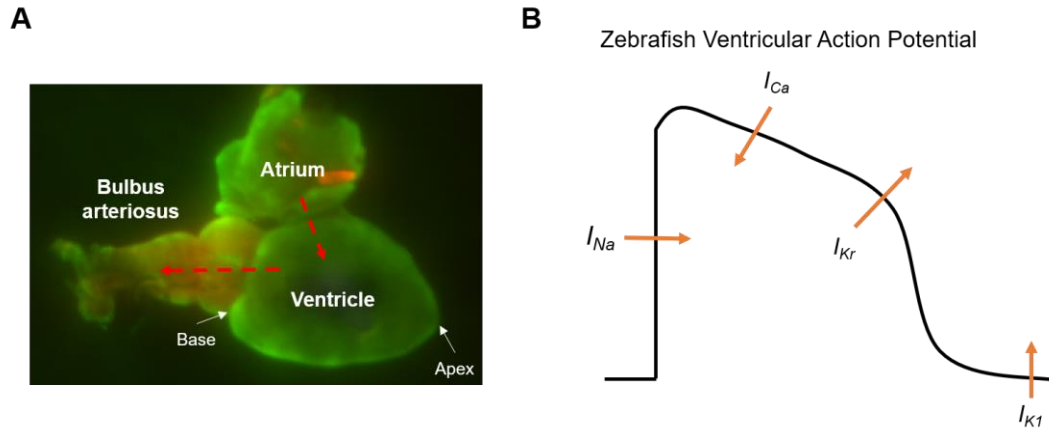 A
Atrium
Bulbus
arteriosus
Ventricle
Base
Apex
B
Zebrafish Ventricular Action Potential
I_Ca
I_Na
I_Kr
I_K1